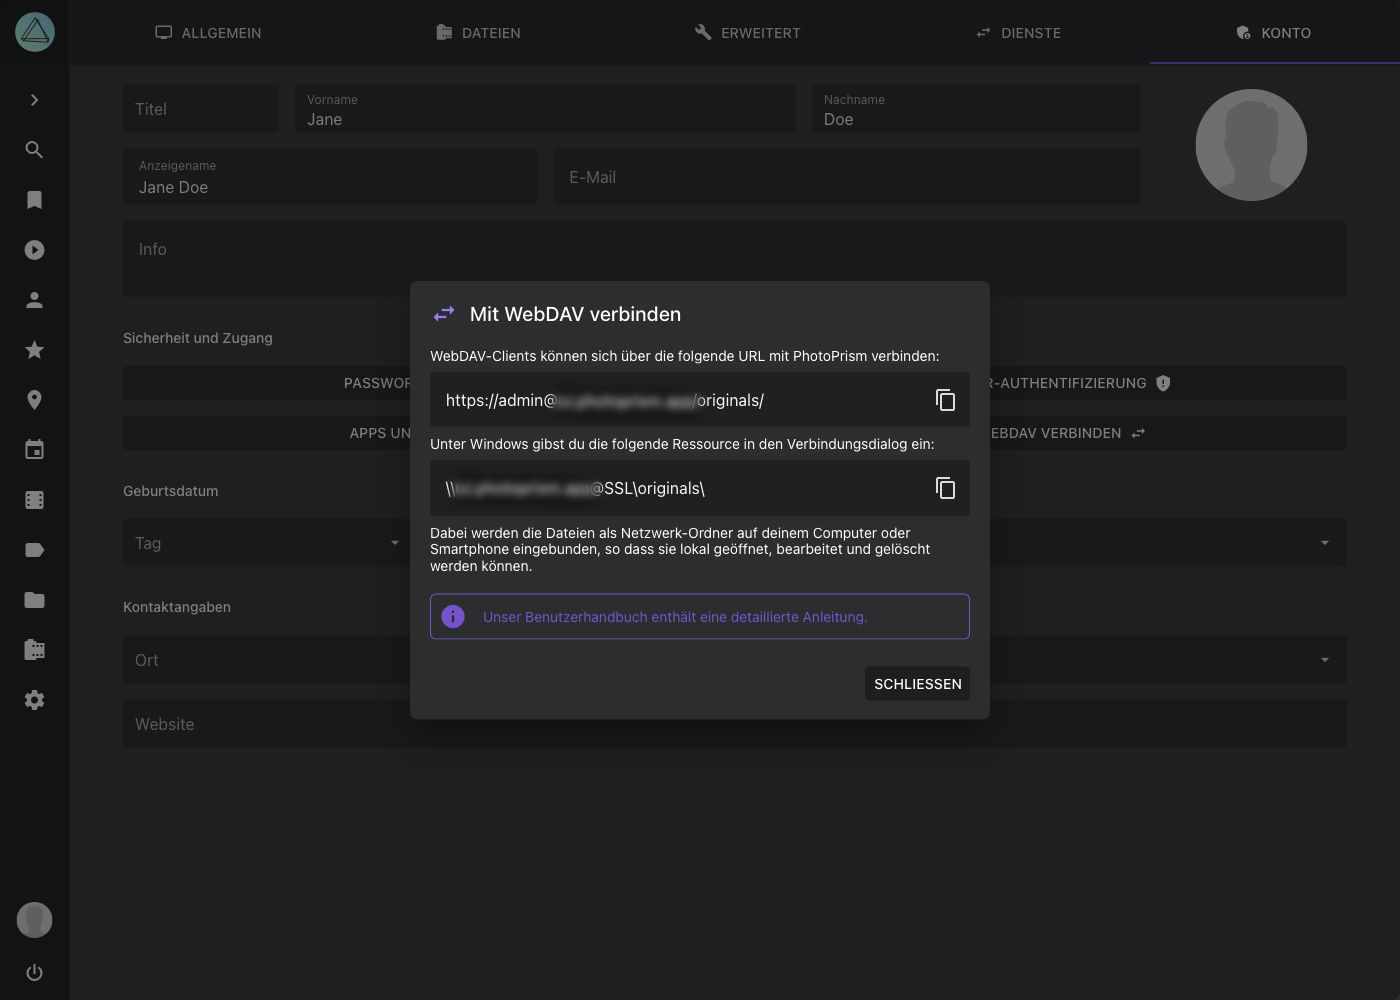 ALLGEMEIN
DATEIEN
ERWEITERT
DIENSTE
KONTO
Titel
Vorname
Jane
Nachname
Doe
Anzeigename
Jane Doe
E-Mail
Info
Sicherheit und Zugang
PASSWOR
R-AUTHENTIFIZIERUNG
APPS UN
EBDAV VERBINDEN
Geburtsdatum
Tag
Kontaktangaben
Ort
Website
Mit WebDAV verbinden
WebDAV-Clients können sich über die folgende URL mit PhotoPrism verbinden:
https://admin@ /originals/
Unter Windows gibst du die folgende Ressource in den Verbindungsdialog ein:
\\ @SSL\originals\
Dabei werden die Dateien als Netzwerk-Ordner auf deinem Computer oder
Smartphone eingebunden, so dass sie lokal geöffnet, bearbeitet und gelöscht
werden können.
Unser Benutzerhandbuch enthält eine detaillierte Anleitung.
SCHLIESSEN